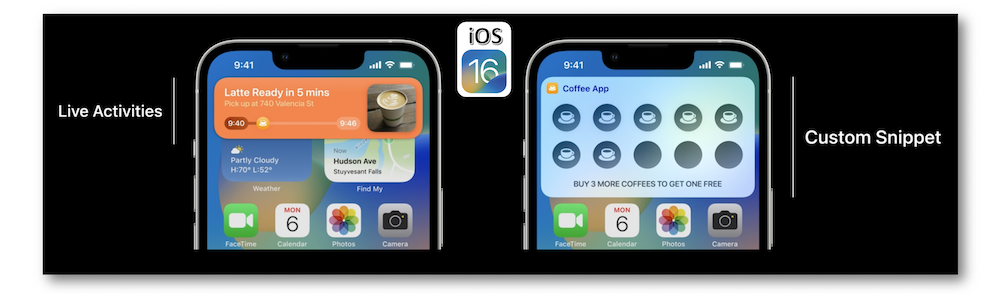 iOS
16
Live Activities
9:41
Latte Ready in 5 mins
Pick up at 740 Valencia St
9:40
9:46
Partly Cloudy
H:70° L:52°
Weather
Now
Hudson Ave
Stuyvesant Falls
Find My
FaceTime
MON
6
Calendar
Photos
Camera
9:41
Coffee App
BUY 3 MORE COFFEES TO GET ONE FREE
FaceTime
MON
6
Calendar
Photos
Camera
Custom Snippet